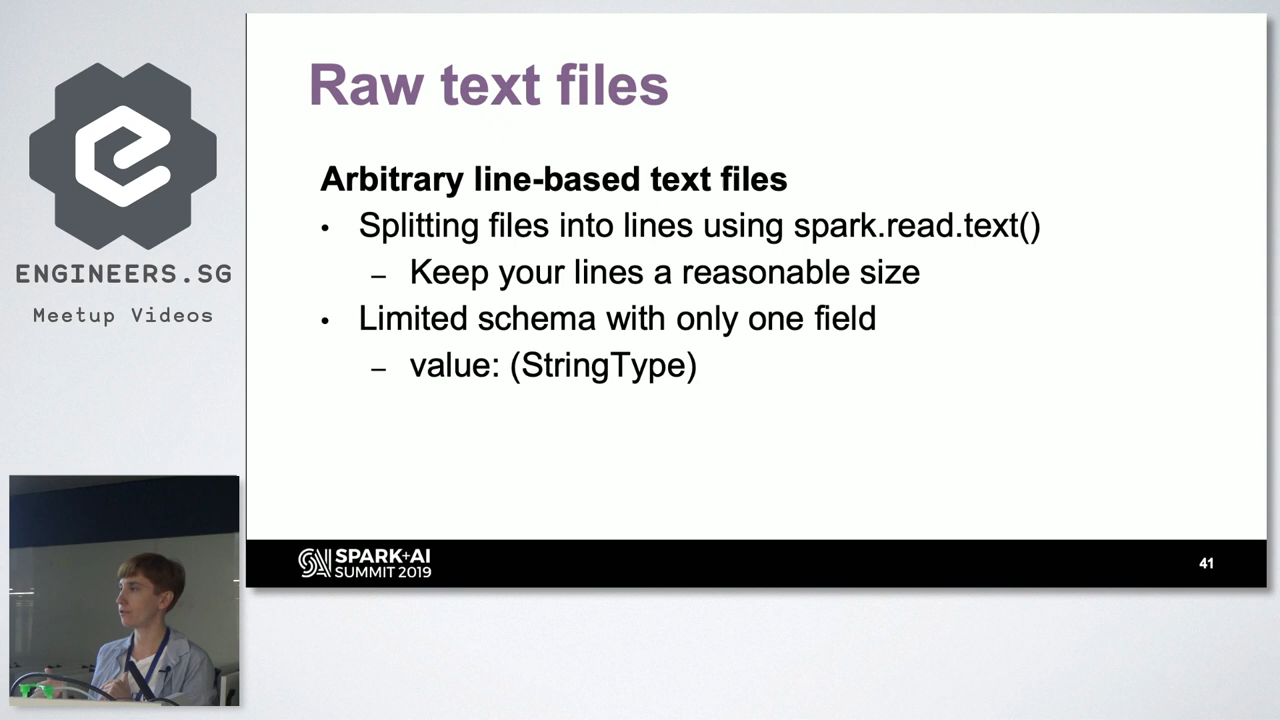 ENGINEERS.SG
Meetup Videos
Raw text files
Arbitrary line-based text files
• Splitting files into lines using spark.read.text()
– Keep your lines a reasonable size
• Limited schema with only one field
– value: (StringType)
SPARK+AI
SUMMIT 2019
41